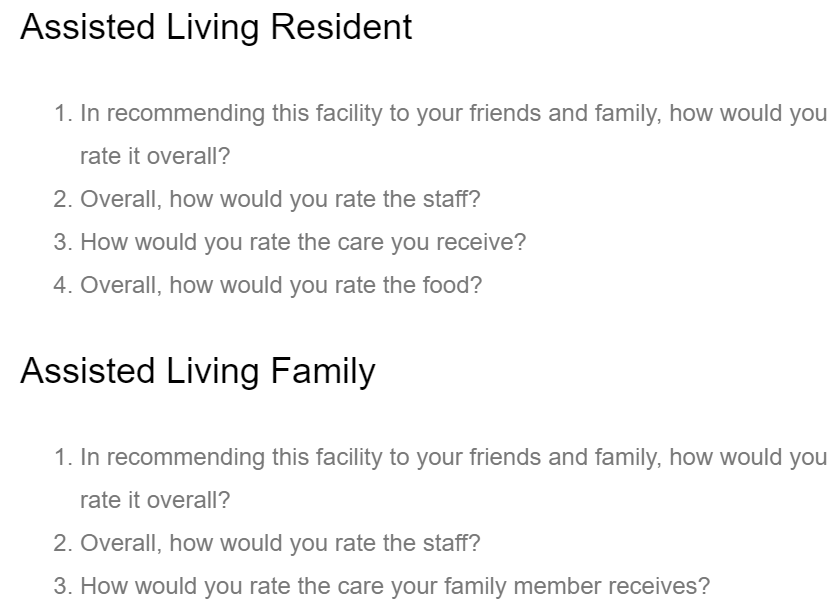 Assisted Living Resident
1. In recommending this facility to your friends and family, how would you
rate it overall?
2. Overall, how would you rate the staff?
3. How would you rate the care you receive?
4. Overall, how would you rate the food?
Assisted Living Family
1. In recommending this facility to your friends and family, how would you
rate it overall?
2. Overall, how would you rate the staff?
3. How would you rate the care your family member receives?